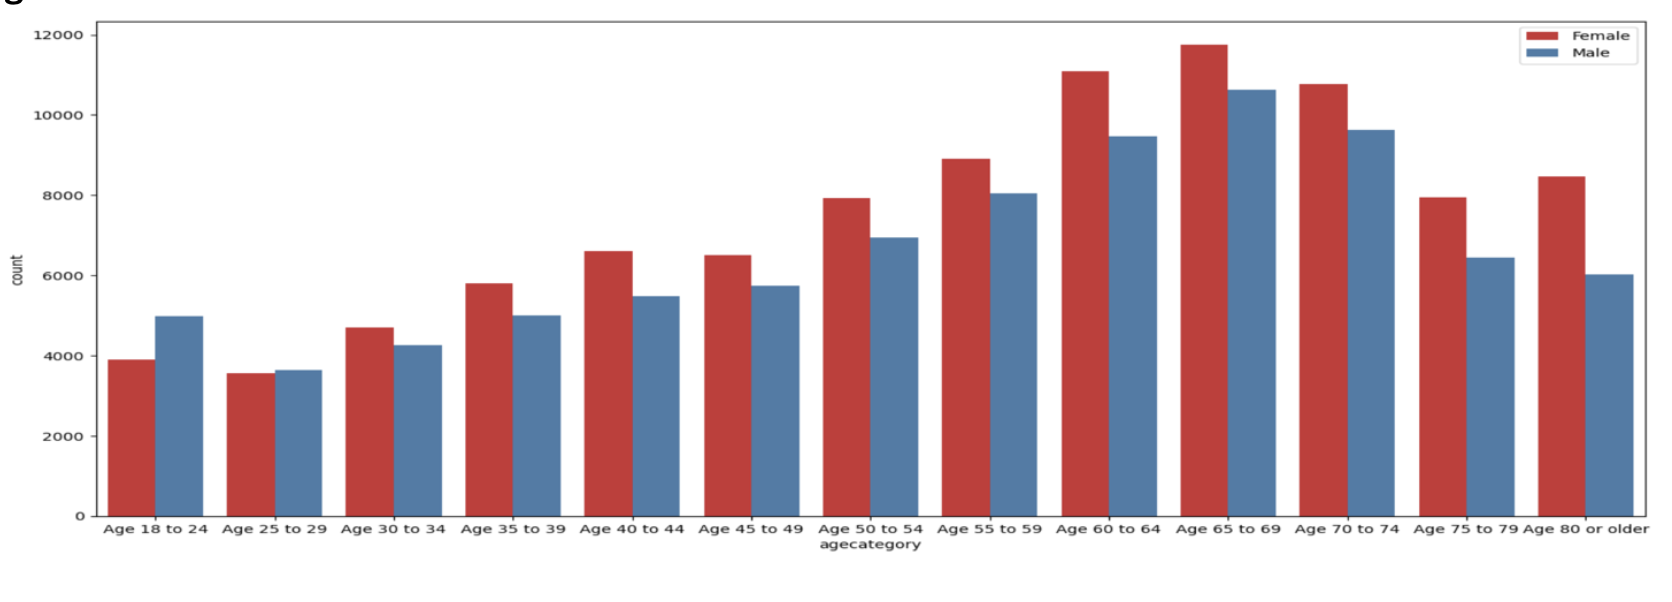 12000
10000
8000
6000
4000
2000
0
count
Female
Male
Age 18 to 24 Age 25 to 29 Age 30 to 34 Age 35 to 39 Age 40 to 44 Age 45 to 49 Age 50 to 54 Age 55 to 59 Age 60 to 64 Age 65 to 69 Age 70 to 74 Age 75 to 79 Age 80 or older
agecategory